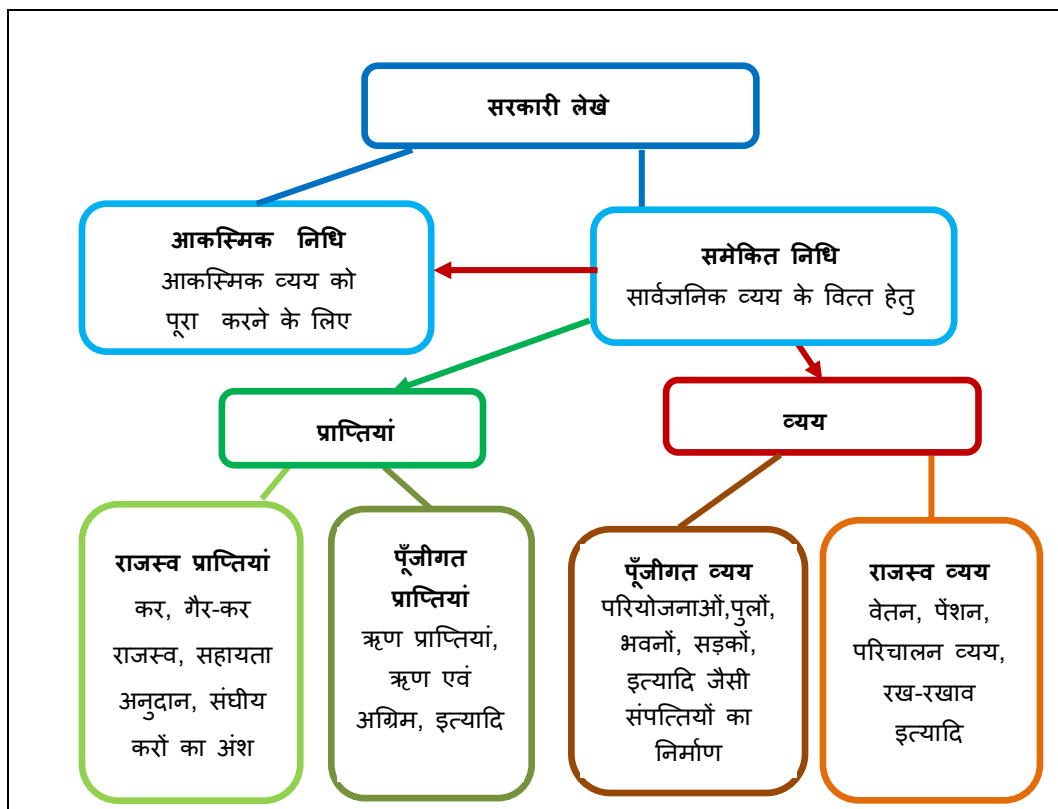 सरकारी लेखे
आकस्मिक निधि
आकस्मिक व्यय को
पूरा करने के लिए
समेकित निधि
सार्वजनिक व्यय के वित्त हेतु
प्राप्तियां
व्यय
राजस्व प्राप्तियां
कर, गैर-कर
राजस्व, सहायता
अनुदान, संघीय
करों का अंश
पूँजीगत
प्राप्तियां
ऋण प्राप्तियां,
ऋण एवं
अग्रिम, इत्यादि
पूँजीगत व्यय
परियोजनाओं,पुलों,
भवनों, सड़कों,
इत्यादि जैसी
संपत्तियों का
निर्माण
राजस्व व्यय
वेतन, पेंशन,
परिचालन व्यय,
रख-रखाव
इत्यादि